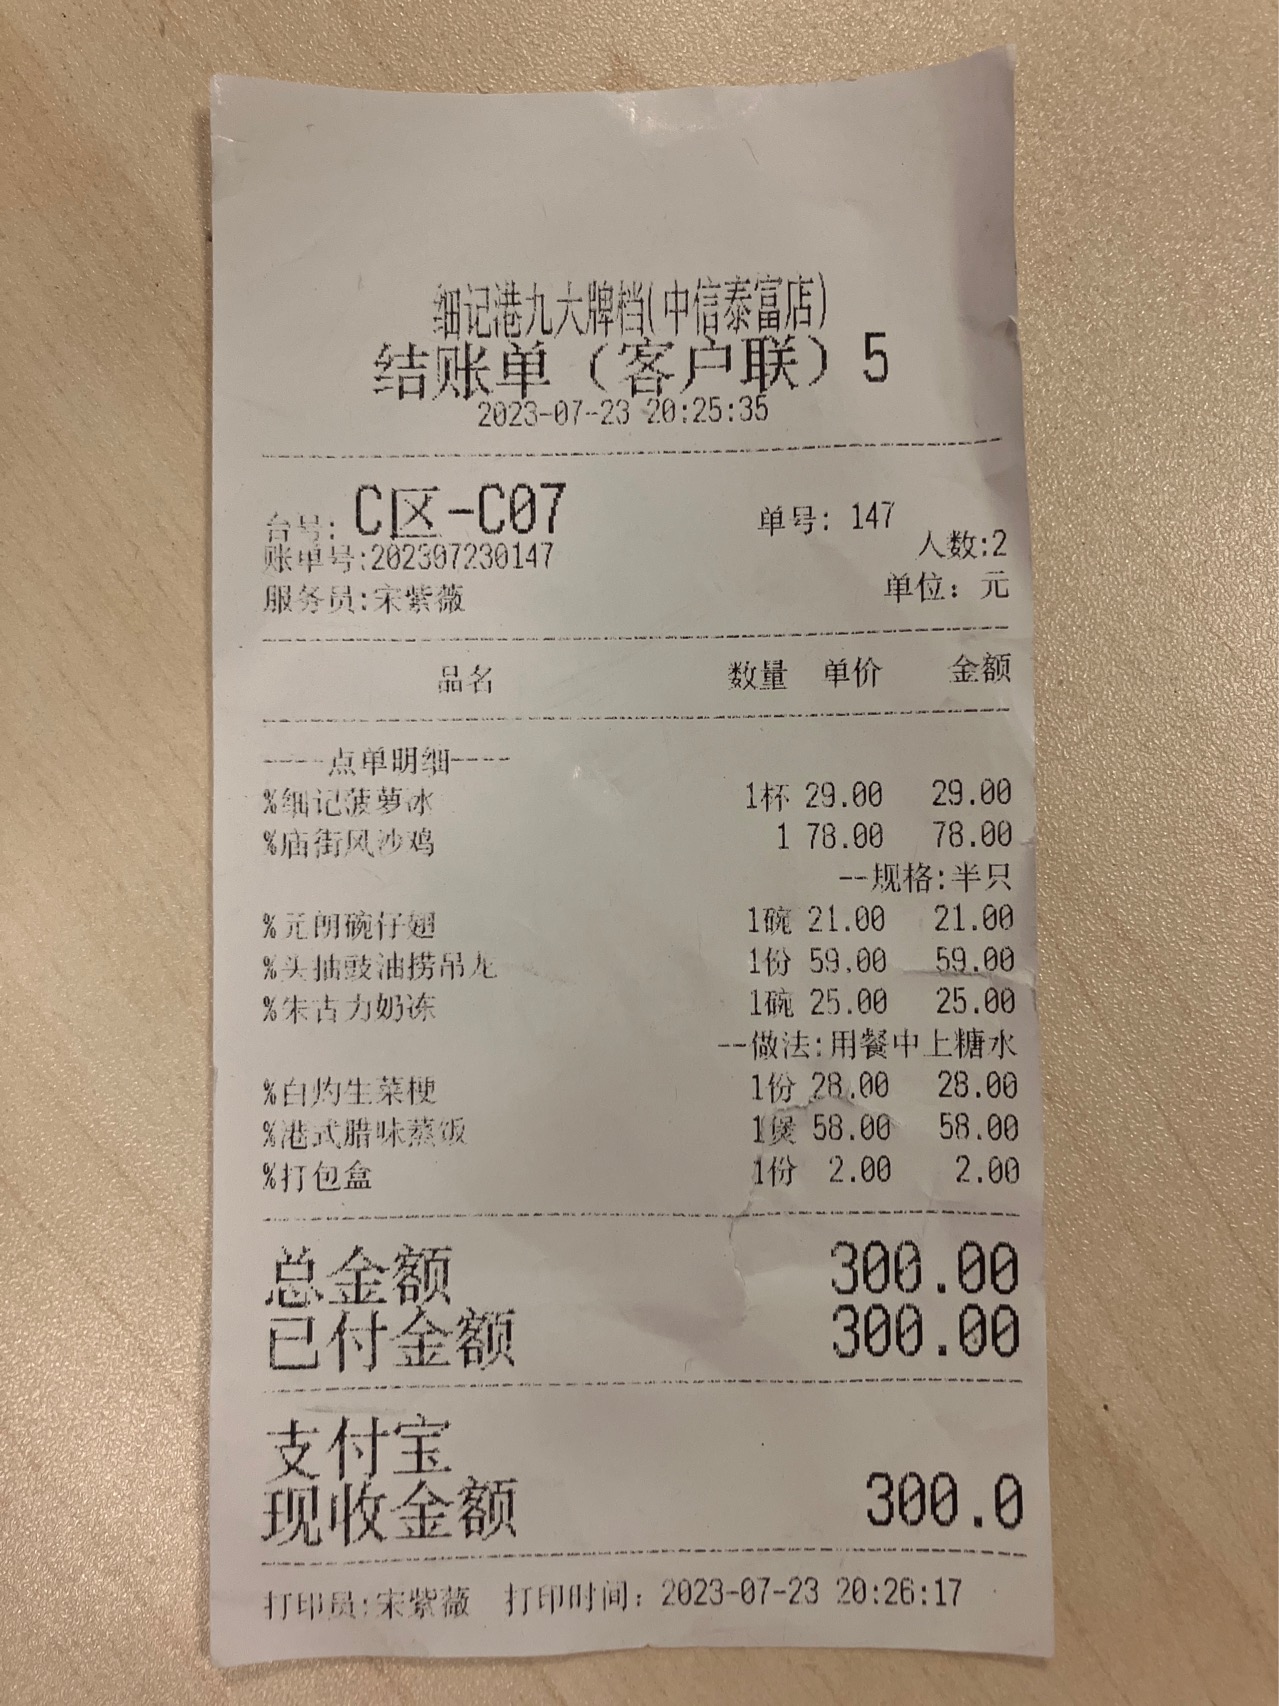 细记港九大牌档(中信泰富店)
结账单（客户联）5
2023-07-23 20:25:35
台号: C区-C07 单号: 147
人数:2
账单号:202307230147
服务员:宋紫薇 单位: 元
品名 数量 单价 金额
----点单明细----
%细记菠萝冰 1杯 29.00 29.00
%庙街风沙鸡 1 78.00 78.00
--规格:半只
%元朗碗仔翅 1碗 21.00 21.00
%头抽豉油捞吊龙 1份 59.00 59.00
%朱古力奶冻 1碗 25.00 25.00
--做法:用餐中上糖水
%白灼生菜梗 1份 28.00 28.00
%港式腊味蒸饭 1煲 58.00 58.00
%打包盒 1份 2.00 2.00
总金额 300.00
已付金额 300.00
支付宝
现收金额 300.0
打印员:宋紫薇 打印时间: 2023-07-23 20:26:17